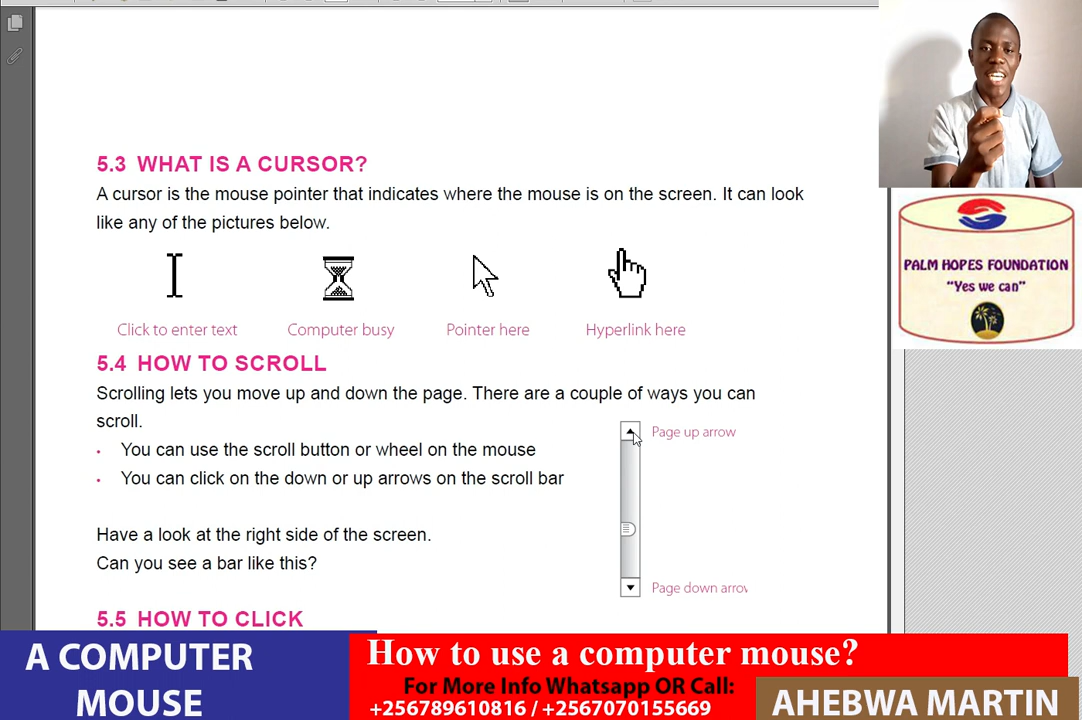 5.3 WHAT IS A CURSOR?
A cursor is the mouse pointer that indicates where the mouse is on the screen. It can look
like any of the pictures below.
Click to enter text
Computer busy
Pointer here
Hyperlink here
5.4 HOW TO SCROLL
Scrolling lets you move up and down the page. There are a couple of ways you can
scroll.
• You can use the scroll button or wheel on the mouse
• You can click on the down or up arrows on the scroll bar
Page up arrow
Have a look at the right side of the screen.
Can you see a bar like this?
Page down arrow
5.5 HOW TO CLICK
PALM HOPES FOUNDATION
“Yes we can”
A COMPUTER
MOUSE
How to use a computer mouse?
For More Info Whatsapp OR Call:
+256789610816 / +2567070155669
AHEBWA MARTIN